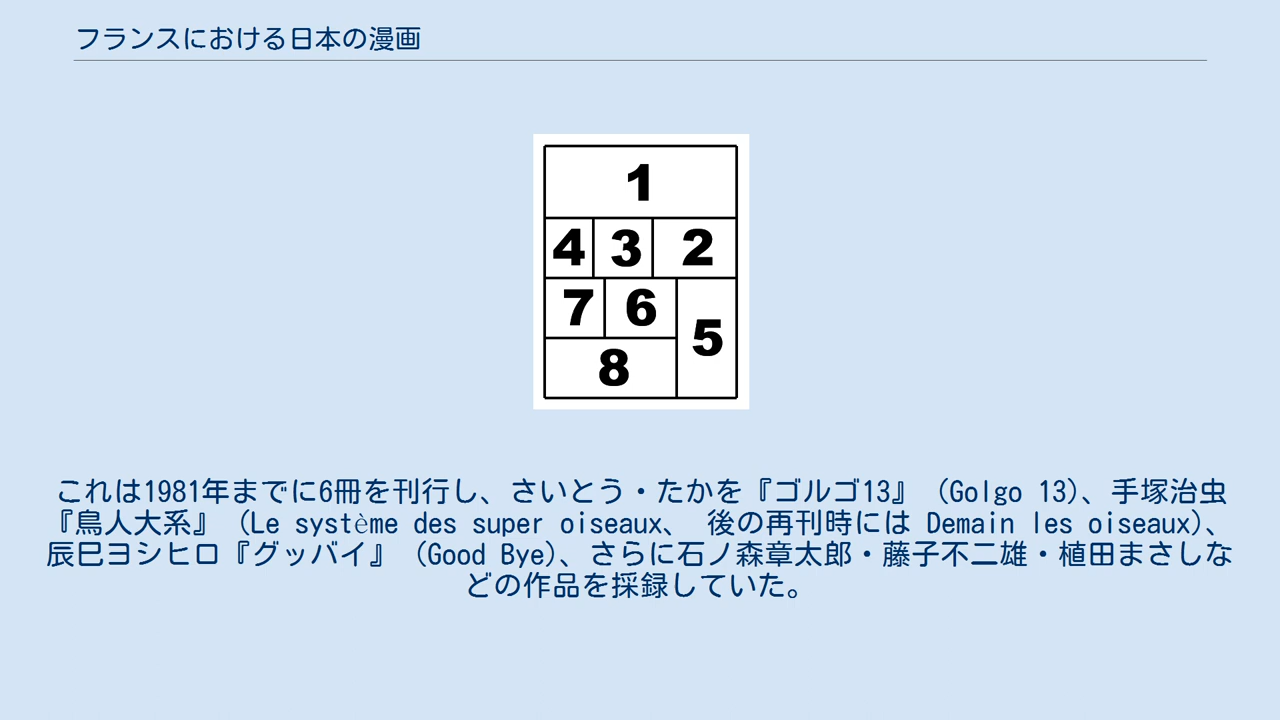 フランスにおける日本の漫画
1
4 3 2
7 6
5
8
これは1981年までに6冊を刊行し、さいとう・たかを『ゴルゴ13』（Golgo 13)、手塚治虫
『鳥人大系』（Le système des super oiseaux、 後の再刊時には Demain les oiseaux)、
辰巳ヨシヒロ『グッバイ』（Good Bye)、さらに石ノ森章太郎・藤子不二雄・植田まさしな
どの作品を採録していた。